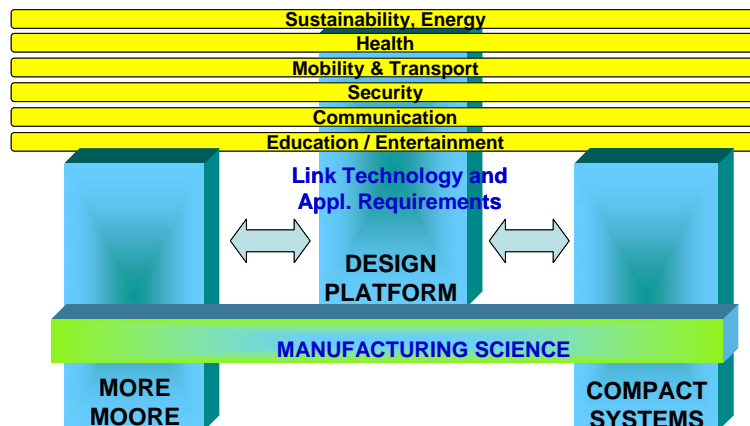 Sustainability, Energy
Health
Mobility & Transport
Security
Communication
Education / Entertainment
Link Technology and
Appl. Requirements
DESIGN
PLATFORM
MANUFACTURING SCIENCE
MORE
MOORE
COMPACT
SYSTEMS